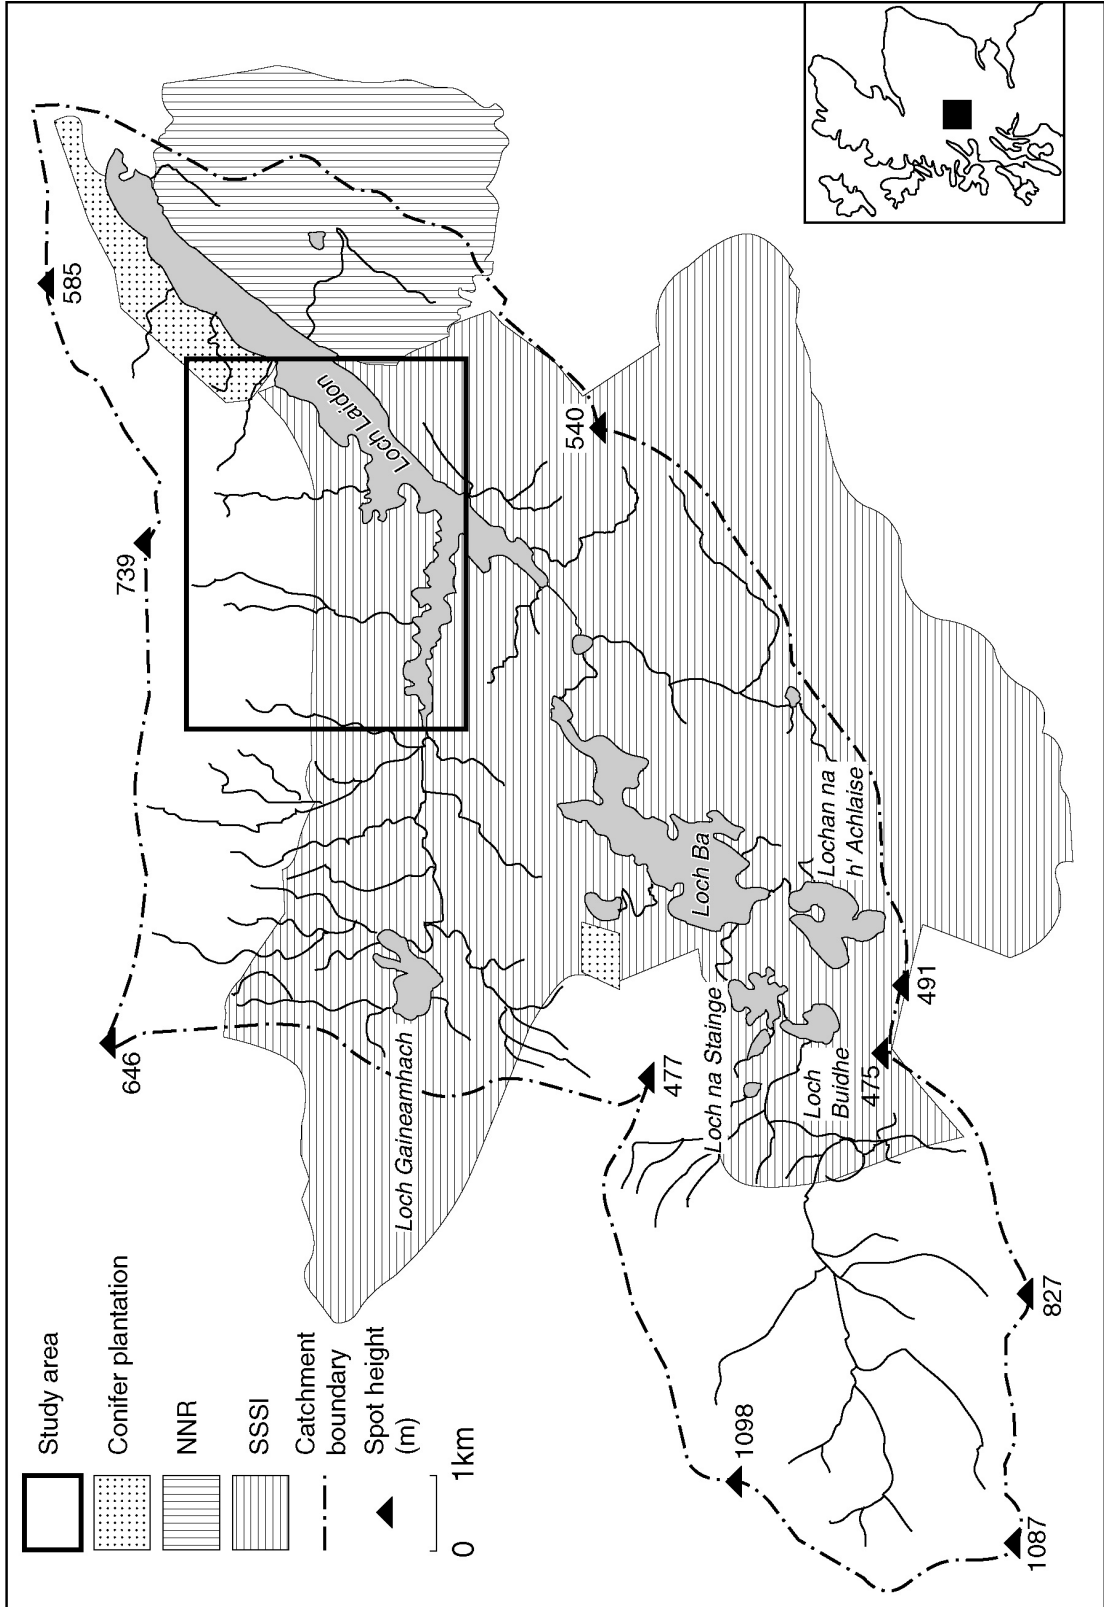 Study area
Conifer plantation
NNR
SSSI
Catchment
boundary
Spot height
(m)
0 1km
646
739
585
Loch Gaineamhach
Loch Laidon
540
477
Loch na Stainge
Loch Ba
Lochan na
h' Achlaise
Loch
Buidhe
475
491
1098
1087
827